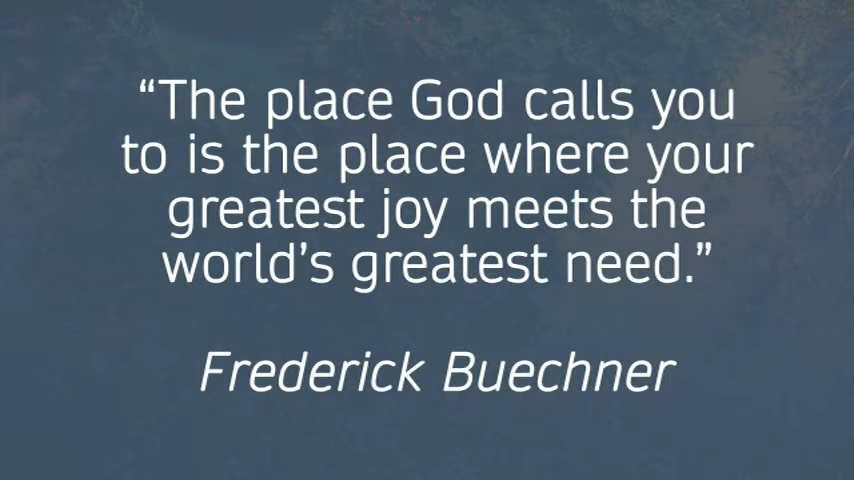 “The place God calls you
to is the place where your
greatest joy meets the
world’s greatest need.”
Frederick Buechner